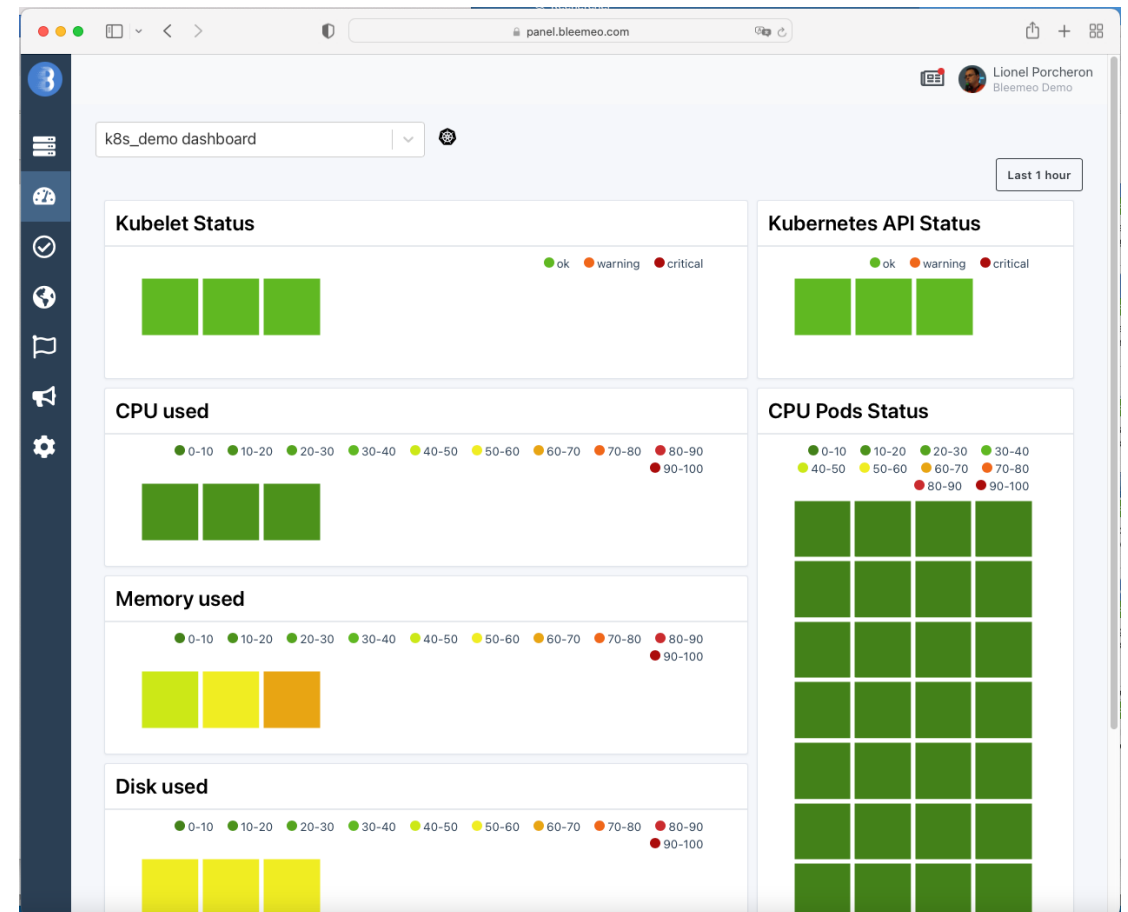 panel.bleemeo.com
Lionel Porcheron
Bleemeo Demo
k8s_demo dashboard
Last 1 hour
Kubelet Status
ok warning critical
Kubernetes API Status
ok warning critical
CPU used
0-10 10-20 20-30 30-40 40-50 50-60 60-70 70-80 80-90
90-100
CPU Pods Status
0-10 10-20 20-30 30-40
40-50 50-60 60-70 70-80
80-90 90-100
Memory used
0-10 10-20 20-30 30-40 40-50 50-60 60-70 70-80 80-90
90-100
Disk used
0-10 10-20 20-30 30-40 40-50 50-60 60-70 70-80 80-90
90-100